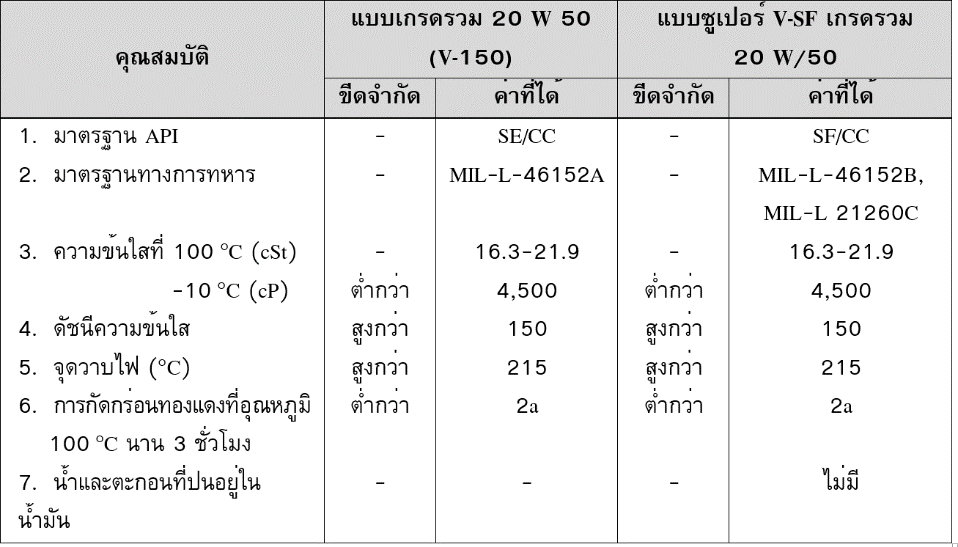 คุณสมบัติ
แบบเกรดรวม 20 W 50
(V-150)
แบบซูเปอร์ V-SF เกรดรวม
20 W/50
ขีดจำกัด ค่าที่ได้ ขีดจำกัด ค่าที่ได้
1. มาตรฐาน API - SE/CC - SF/CC
2. มาตรฐานทางการทหาร - MIL-L-46152A - MIL-L-46152B,
MIL-L 21260C
3. ความข้นใสที่ 100 °C (cSt) - 16.3-21.9 - 16.3-21.9
-10 °C (cP) ต่ำกว่า 4,500 ต่ำกว่า 4,500
4. ดัชนีความข้นใส สูงกว่า 150 สูงกว่า 150
5. จุดวาบไฟ (°C) สูงกว่า 215 สูงกว่า 215
6. การกัดกร่อนทองแดงที่อุณหภูมิ ต่ำกว่า 2a ต่ำกว่า 2a
100 °C นาน 3 ชั่วโมง
7. น้ำและตะกอนที่ปนอยู่ใน - - - ไม่มี
น้ำมัน